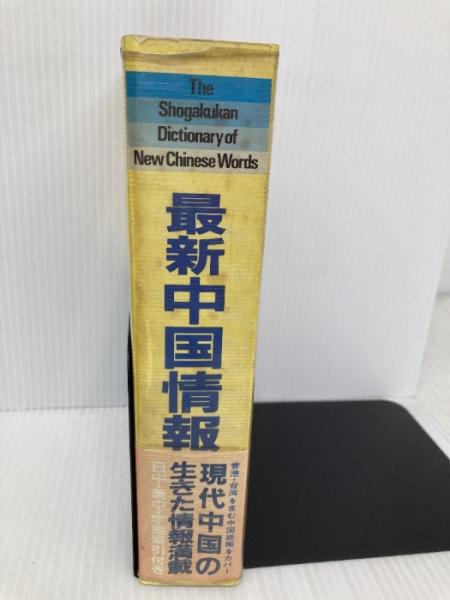 The
Shogakukan
Dictionary of
New Chinese Words
最新中国情報
香港・台湾を含む中国語圏をカバー
現代中国の
生きた情報満載